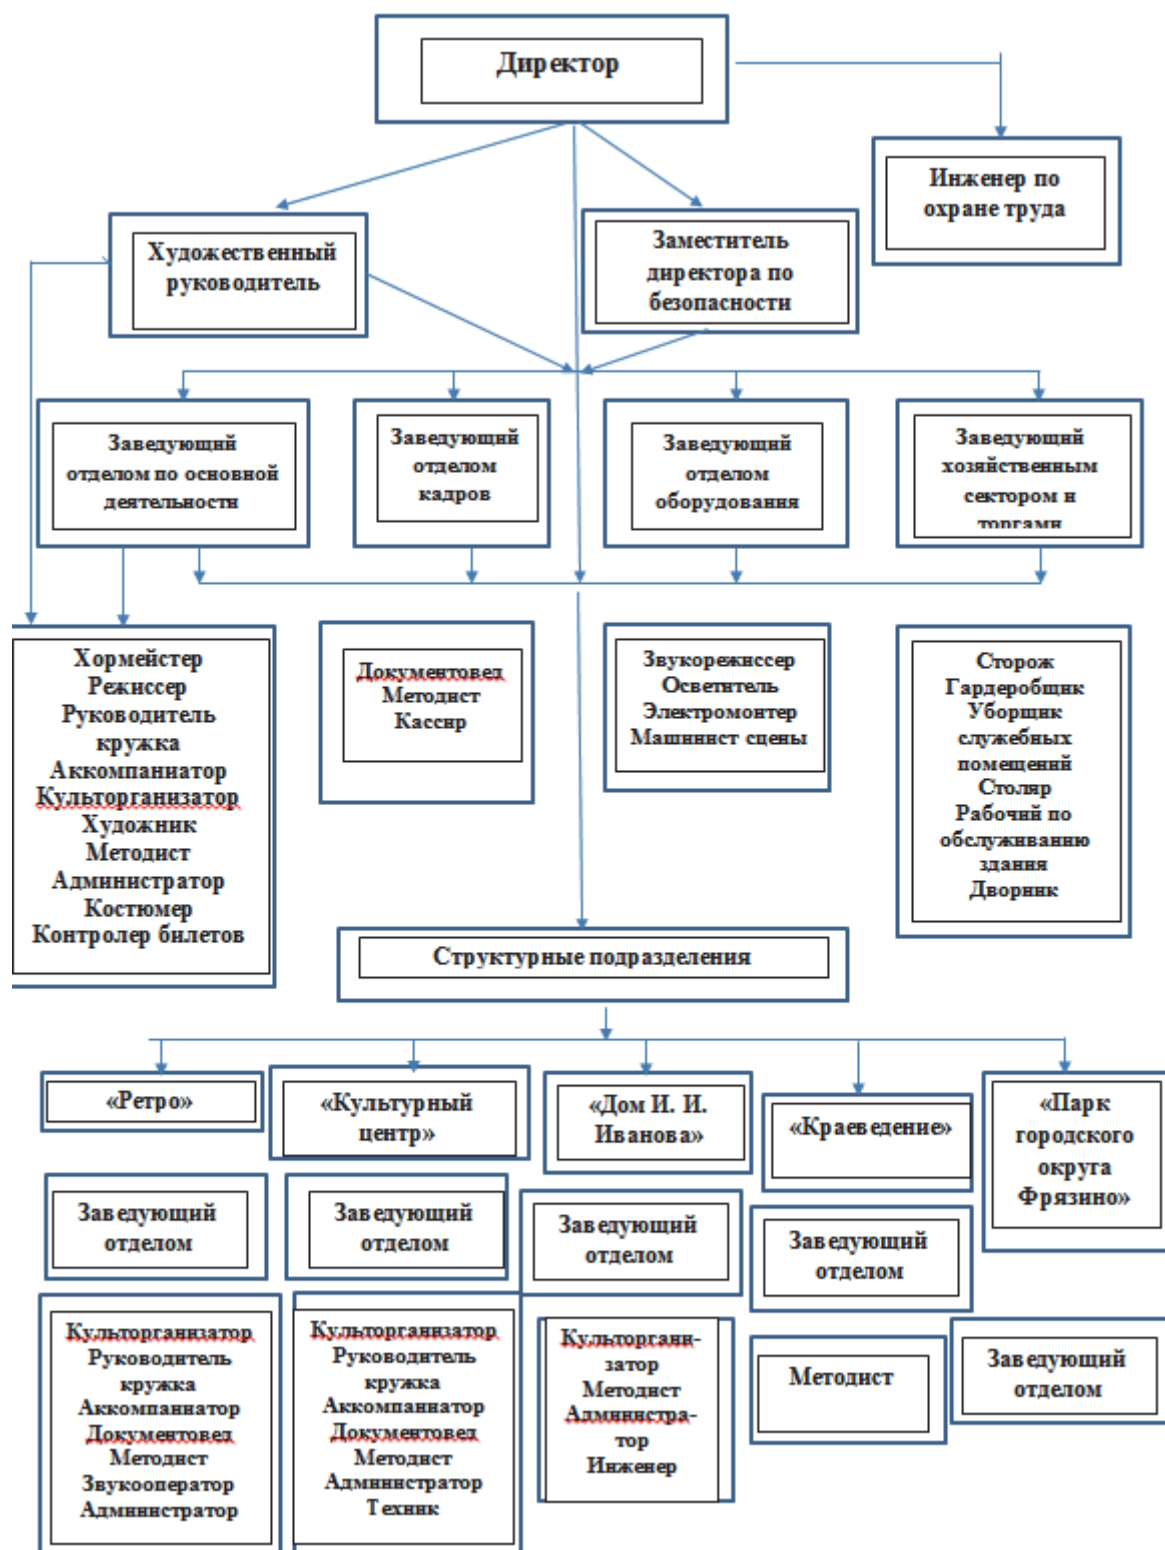 Директор
Инженер по
охране труда
Художественный
руководитель
Заместитель
директора по
безопасности
Заведующий
отделом по основной
деятельности
Заведующий
отделом
кадров
Заведующий
отделом
оборудования
Заведующий
хозяйственным
сектором и
торгами
Хормейстер
Режиссер
Руководитель
кружка
Аккомпаниатор
Культорганизатор
Художник
Методист
Администратор
Костюмер
Контролер билетов
Документовед
Методист
Кассир
Звукорежиссер
Осветитель
Электромонтер
Машинист сцены
Сторож
Гардеробщик
Уборщик
служебных
помещений
Столяр
Рабочий по
обслуживанию
здания
Дворник
Структурные подразделения
«Ретро»
«Культурный
центр»
«Дом И. И.
Иванова»
«Краеведение»
«Парк
городского
округа
Фрязино»
Заведующий
отделом
Заведующий
отделом
Заведующий
отделом
Заведующий
отделом
Заведующий
отделом
Культорганизатор
Руководитель
кружка
Аккомпаниатор
Документовед
Методист
Звукооператор
Администратор
Культорганизатор
Руководитель
кружка
Аккомпаниатор
Документовед
Методист
Администратор
Техник
Культоргани-
затор
Методист
Администра-
тор
Инженер
Методист